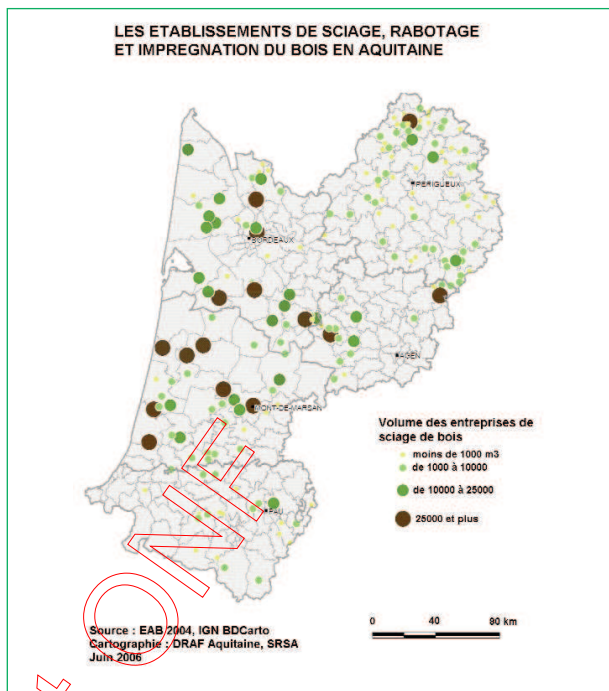 LES ETABLISSEMENTS DE SCIAGE, RABOTAGE
ET IMPREGNATION DU BOIS EN AQUITAINE
PERIGUEUX
BORDEAUX
AGEN
MONT-DE-MARSAN
PAU
Volume des entreprises de
sciage de bois
moins de 1000 m3
de 1000 à 10000
de 10000 à 25000
25000 et plus
Source : EAB 2004, IGN BDCarto
Cartographie : DRAF Aquitaine, SRSA
Juin 2006
0 40 80 km